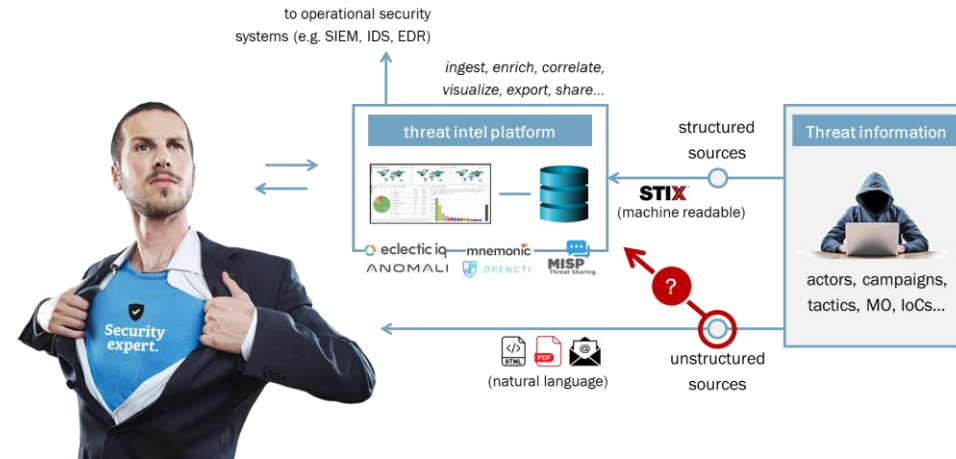 to operational security
systems (e.g. SIEM, IDS, EDR)
ingest, enrich, correlate,
visualize, export, share...
threat intel platform
structured
sources
Threat information
STIX
(machine readable)
eclectic iq
mnemonic
ANOMALI
OPENCTI
MISP
Threat Sharing
?
actors, campaigns,
tactics, MO, IoCs...
Security
expert.
</>
HTML
PDF
@
(natural language)
unstructured
sources